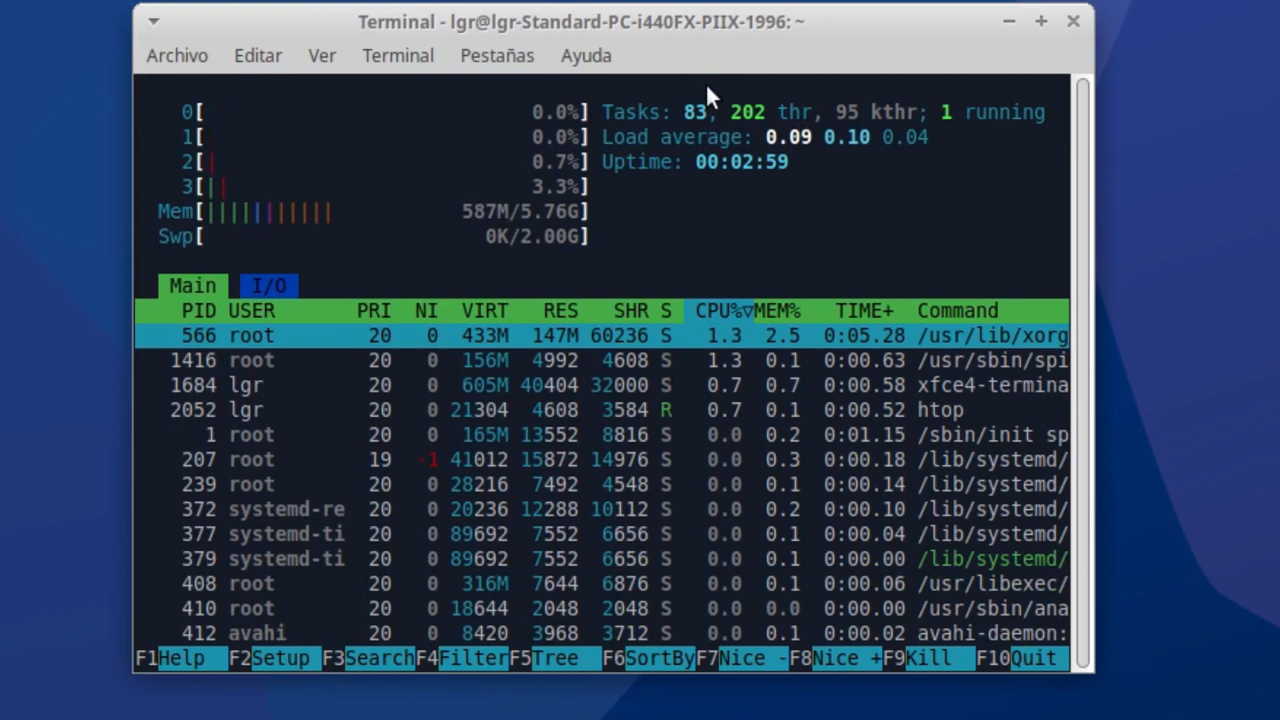 Terminal - lgr@lgr-Standard-PC-i440FX-PIIX-1996: ~
Archivo Editar Ver Terminal Pestañas Ayuda
0[ 0.0%] Tasks: 83, 202 thr, 95 kthr; 1 running
1[ 0.0%] Load average: 0.09 0.10 0.04
2[| 0.7%] Uptime: 00:02:59
3[|| 3.3%]
Mem[||||||||||| 587M/5.76G]
Swp[ 0K/2.00G]
Main I/O
PID USER PRI NI VIRT RES SHR S CPU%▽MEM% TIME+ Command
566 root 20 0 433M 147M 60236 S 1.3 2.5 0:05.28 /usr/lib/xorg
1416 root 20 0 156M 4992 4608 S 1.3 0.1 0:00.63 /usr/sbin/spi
1684 lgr 20 0 605M 40404 32000 S 0.7 0.7 0:00.58 xfce4-termina
2052 lgr 20 0 21304 4608 3584 R 0.7 0.1 0:00.52 htop
1 root 20 0 165M 13552 8816 S 0.0 0.2 0:01.15 /sbin/init sp
207 root 19 -1 41012 15872 14976 S 0.0 0.3 0:00.18 /lib/systemd/
239 root 20 0 28216 7492 4548 S 0.0 0.1 0:00.14 /lib/systemd/
372 systemd-re 20 0 20236 12288 10112 S 0.0 0.2 0:00.10 /lib/systemd/
377 systemd-ti 20 0 89692 7552 6656 S 0.0 0.1 0:00.04 /lib/systemd/
379 systemd-ti 20 0 89692 7552 6656 S 0.0 0.1 0:00.00 /lib/systemd/
408 root 20 0 316M 7644 6876 S 0.0 0.1 0:00.06 /usr/libexec/
410 root 20 0 18644 2048 2048 S 0.0 0.0 0:00.00 /usr/sbin/ana
412 avahi 20 0 8420 3968 3712 S 0.0 0.1 0:00.02 avahi-daemon:
F1Help F2Setup F3SearchF4FilterF5Tree F6SortByF7Nice -F8Nice +F9Kill F10Quit